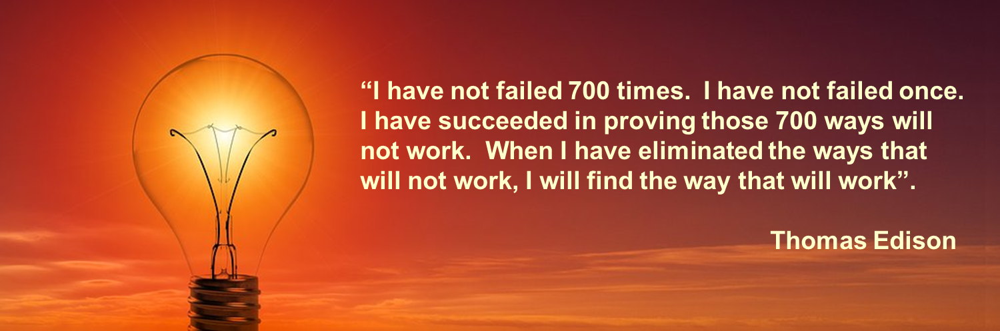 “I have not failed 700 times.  I have not failed once.
I have succeeded in proving those 700 ways will
not work.  When I have eliminated the ways that
will not work, I will find the way that will work”.
Thomas Edison